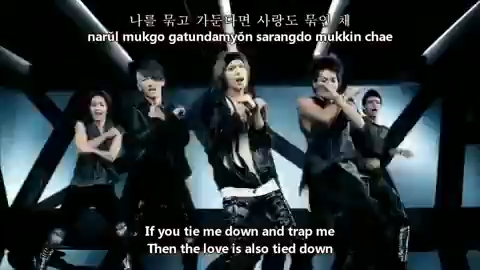 나를 묶고 가둔다면 사랑도 묶인 채
narŭl mukgo gatundamyŏn sarangdo mukkin chae
If you tie me down and trap me
Then the love is also tied down